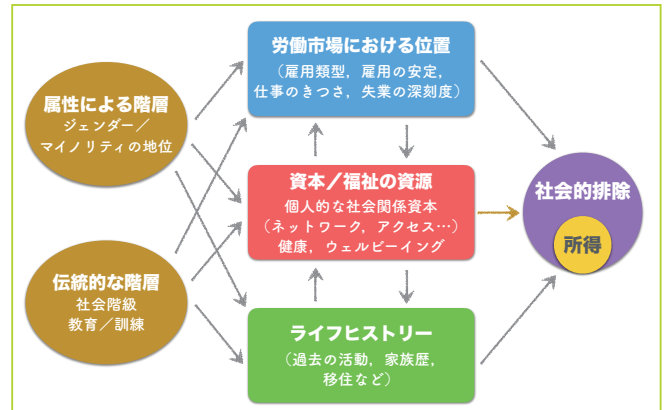 労働市場における位置
（雇用類型，雇用の安定，
仕事のきつさ，失業の深刻度）
属性による階層
ジェンダー／
マイノリティの地位
資本／福祉の資源
個人的な社会関係資本
（ネットワーク，アクセス…）
健康，ウェルビーイング
社会的排除
所得
伝統的な階層
社会階級
教育／訓練
ライフヒストリー
（過去の活動，家族歴，
移住など）